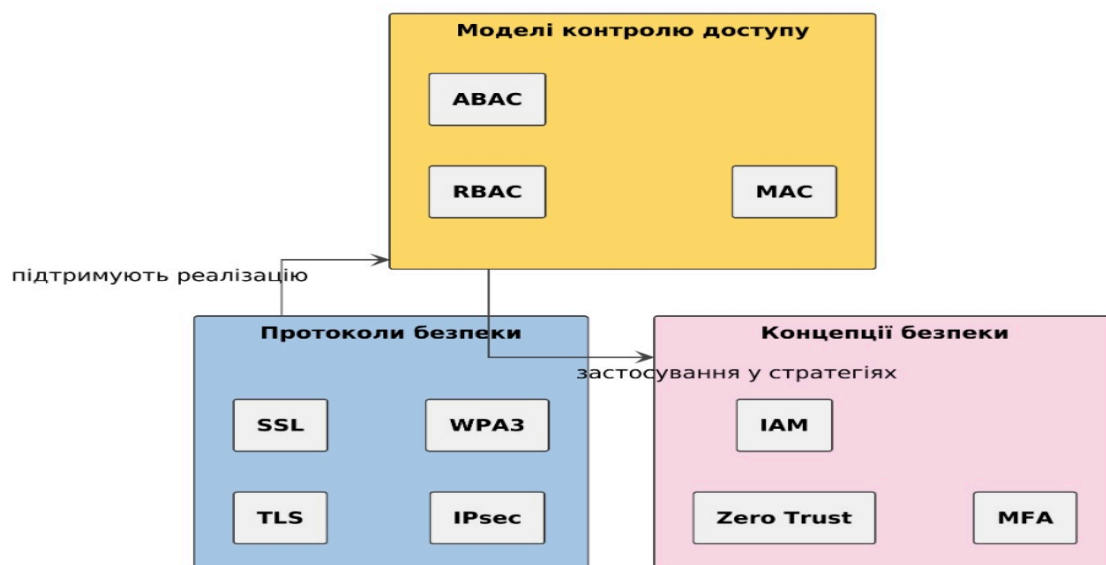 Моделі контролю доступу
ABAC
RBAC
MAC
підтримують реалізацію
Протоколи безпеки
SSL
WPA3
TLS
IPsec
Концепції безпеки
застосування у стратегіях
IAM
Zero Trust
MFA